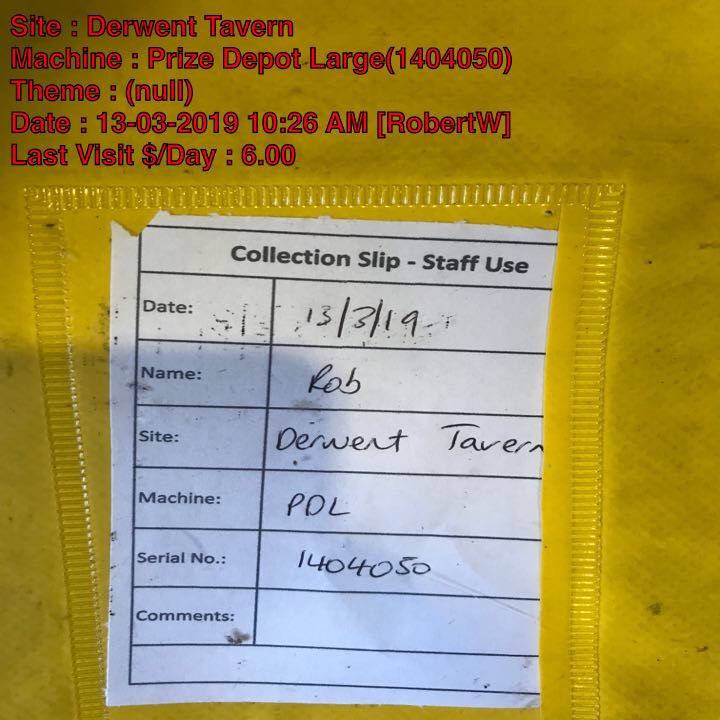 Site : Derwent Tavern
Machine : Prize Depot Large(1404050)
Theme : (null)
Date : 13-03-2019 10:26 AM [RobertW]
Last Visit $/Day : 6.00
Collection Slip - Staff Use
Date: 13/3/19
Name: Rob
Site: Derwent Tavern
Machine: PDL
Serial No.: 1404050
Comments: